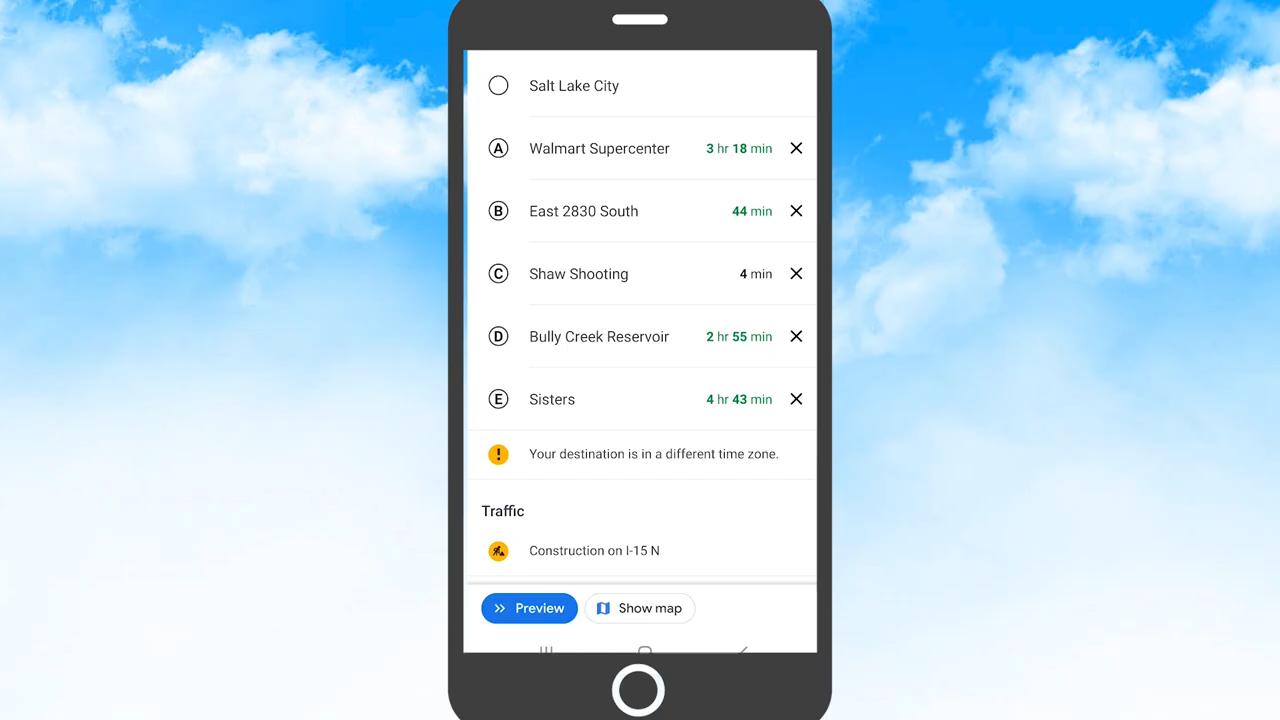 Salt Lake City
A Walmart Supercenter 3 hr 18 min
B East 2830 South 44 min
C Shaw Shooting 4 min
D Bully Creek Reservoir 2 hr 55 min
E Sisters 4 hr 43 min
Your destination is in a different time zone.
Traffic
Construction on I-15 N
Preview Show map